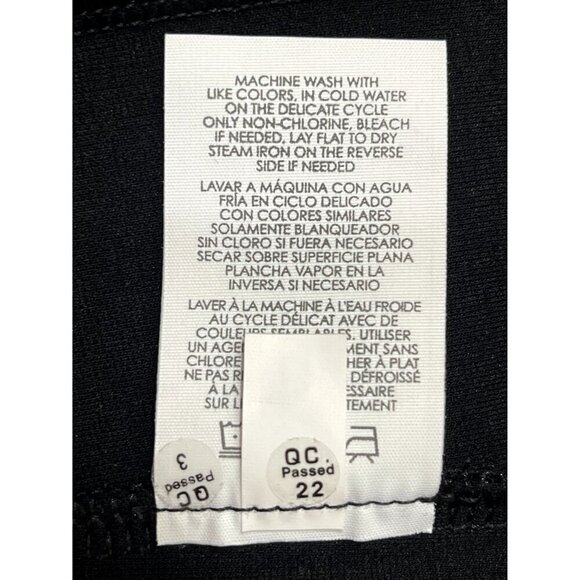 MACHINE WASH WITH
LIKE COLORS, IN COLD WATER
ON THE DELICATE CYCLE
ONLY NON-CHLORINE, BLEACH
IF NEEDED, LAY FLAT TO DRY
STEAM IRON ON THE REVERSE
SIDE IF NEEDED
LAVAR A MÁQUINA CON AGUA
FRÍA EN CICLO DELICADO
CON COLORES SIMILARES
SOLAMENTE BLANQUEADOR
SIN CLORO SI FUERA NECESARIO
SECAR SOBRE SUPERFICIE PLANA
PLANCHA VAPOR EN LA
INVERSA SI NECESARIO
LAVER À LA MACHINE À L'EAU FROIDE
AU CYCLE DÉLICAT AVEC DE
COULEURS SEMBLABLES. UTILISER
UN SANS
CHLORE À PLAT
NE PAS DÉFROISSÉ
À LA
SUR
QC
Passed
3
QC.
Passed
22